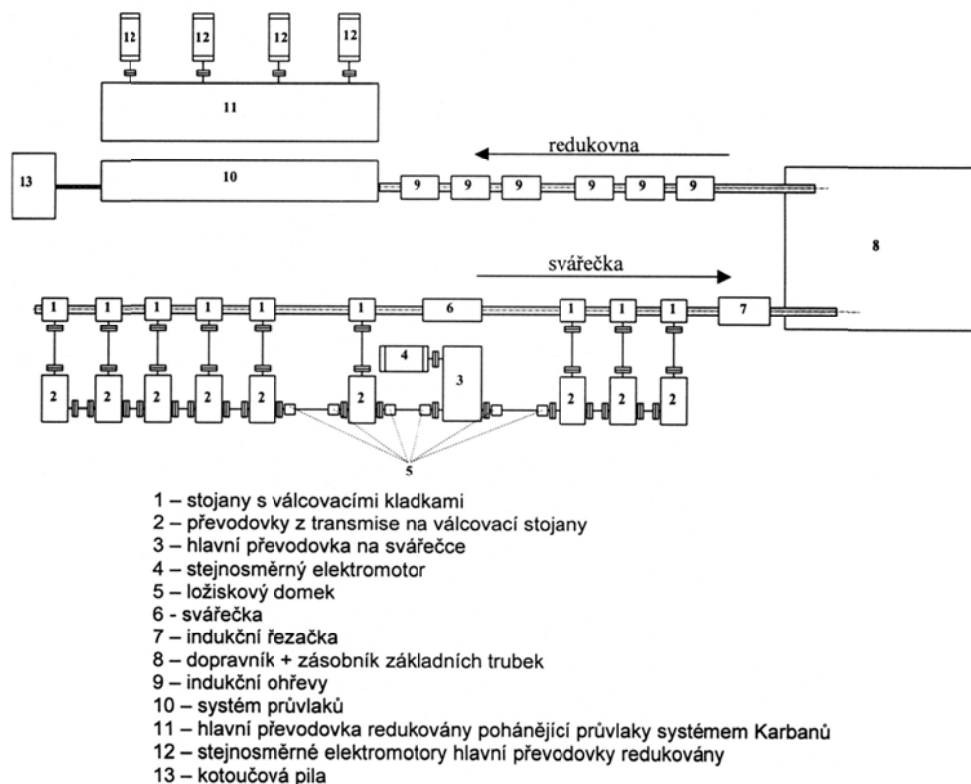 12 12 12 12
11
redukovna
13 10 9 9 9 9 9 9
8
svářečka
1 1 1 1 1 1 6 1 1 1 7
4
3
2 2 2 2 2 2 2 2 2
5
1 – stojany s válcovacími kladkami
2 – převodovky z transmise na válcovací stojany
3 – hlavní převodovka na svářečce
4 – stejnosměrný elektromotor
5 – ložiskový domek
6 - svářečka
7 – indukční řezačka
8 – dopravník + zásobník základních trubek
9 – indukční ohřevy
10 – systém průvlaků
11 – hlavní převodovka redukovány pohánějící průvlaky systémem Karbanů
12 – stejnosměrné elektromotory hlavní převodovky redukovány
13 – kotoučová pila